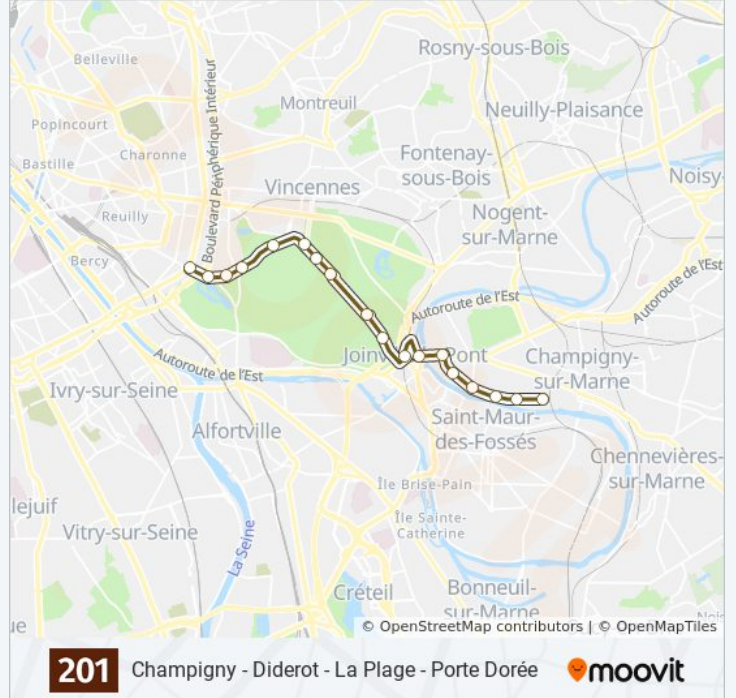 Rosny-sous-Bois
Belleville
Montreuil
Neuilly-Plaisance
Popincourt
Charonne
Bastille
Fontenay-
sous-Bois
Boulevard Périphérique Intérieur
Vincennes
Noisy-
Reuilly
Nogent-
sur-Marne
Bercy
Autoroute de l'Est
Autoroute de l'Est
Autoroute de l'Est
Pont
Champigny-
sur-Marne
Ivry-sur-Seine
Alfortville
Saint-Maur-
des-Fossés
Chennevières-
sur-Marne
Île Brise-Pain
lejuif
Île Sainte-
Catherine
Vitry-sur-Seine
La Seine
Créteil
Bonneuil-
sur-Marne
ue
© OpenStreetMap contributors | © OpenMapTiles
201 Champigny - Diderot - La Plage - Porte Dorée moovit